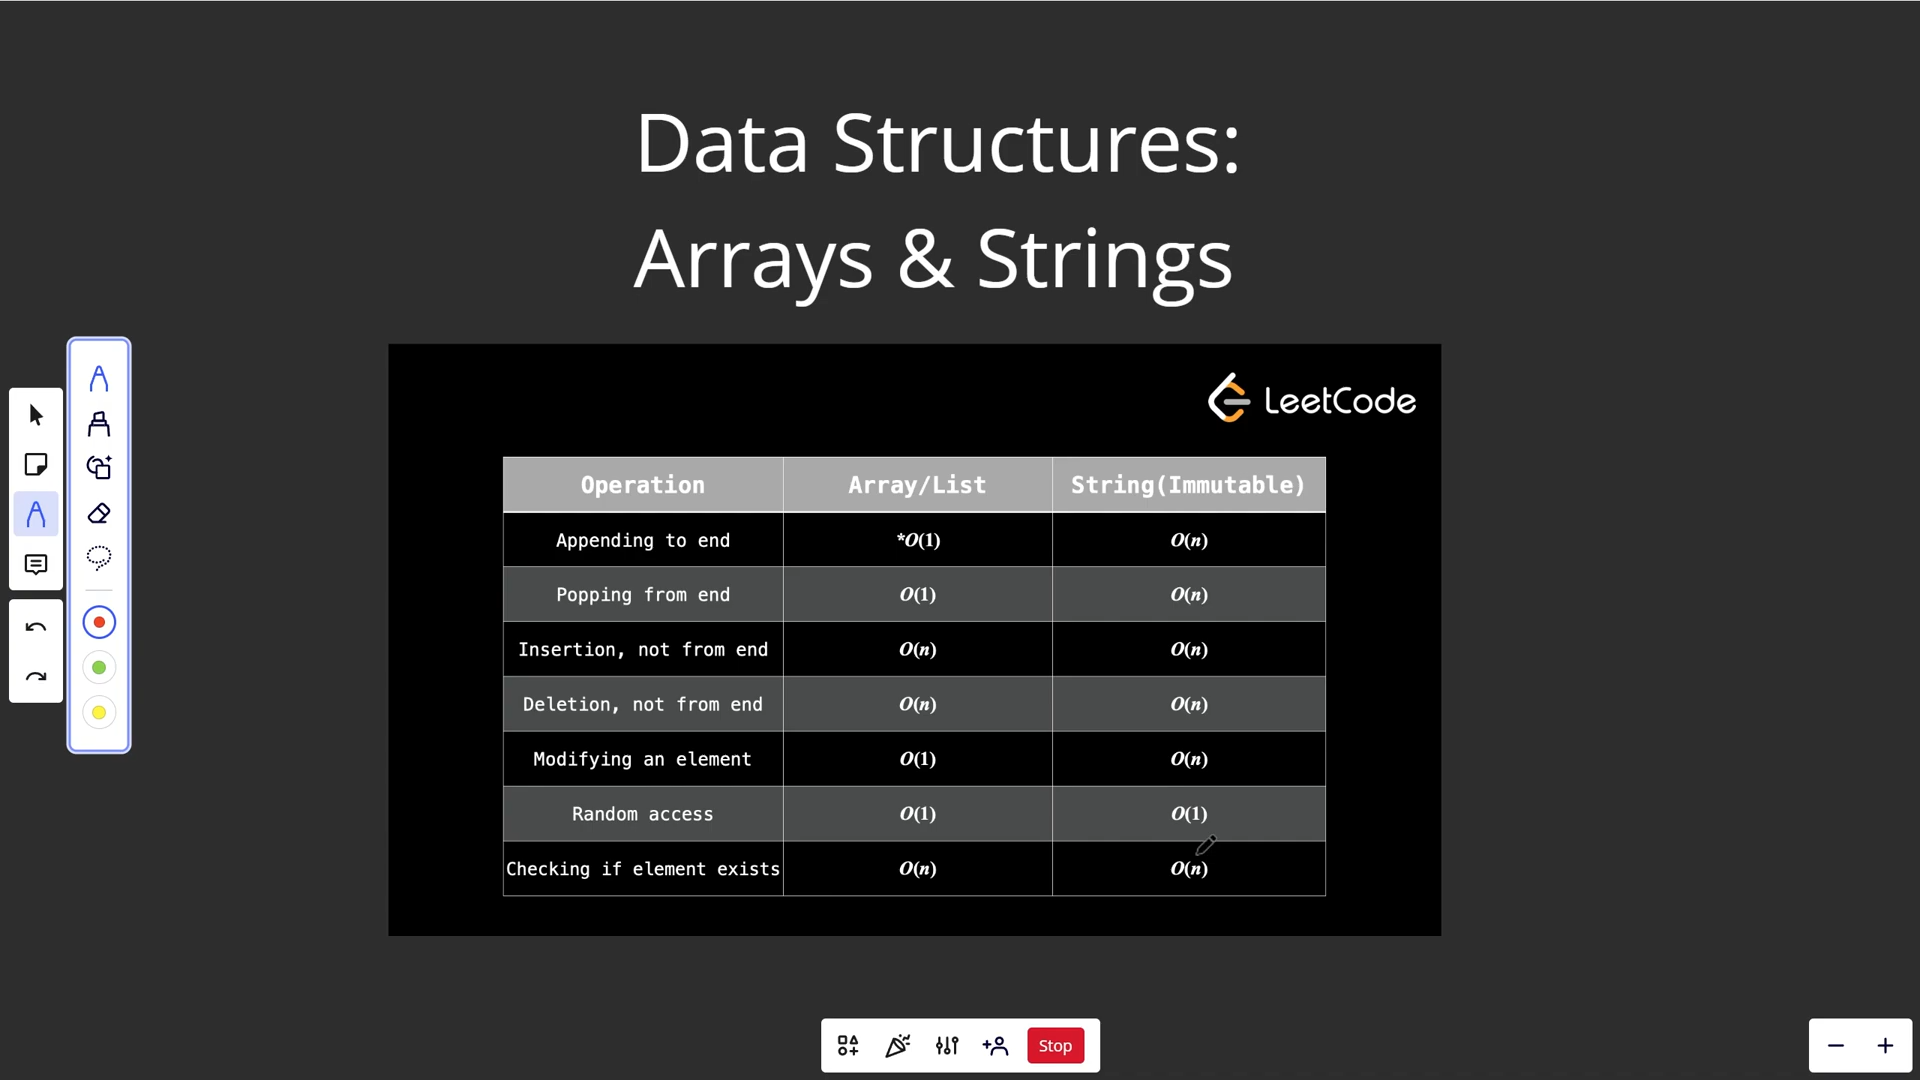 Data Structures:
Arrays & Strings
LeetCode
Operation Array/List String(Immutable)
Appending to end *O(1) O(n)
Popping from end O(1) O(n)
Insertion, not from end O(n) O(n)
Deletion, not from end O(n) O(n)
Modifying an element O(1) O(n)
Random access O(1) O(1)
Checking if element exists O(n) O(n)
Stop